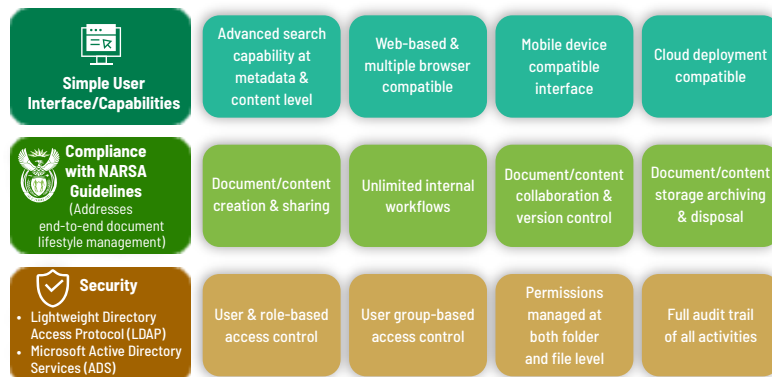 Simple User
Interface/Capabilities
Advanced search
capability at
metadata &
content level
Web-based &
multiple browser
compatible
Mobile device
compatible
interface
Cloud deployment
compatible
Compliance
with NARSA
Guidelines
(Addresses
end-to-end document
lifestyle management)
Document/content
creation & sharing
Unlimited internal
workflows
Document/content
collaboration &
version control
Document/content
storage archiving
& disposal
Security
• Lightweight Directory
Access Protocol (LDAP)
• Microsoft Active Directory
Services (ADS)
User & role-based
access control
User group-based
access control
Permissions
managed at
both folder
and file level
Full audit trail
of all activities